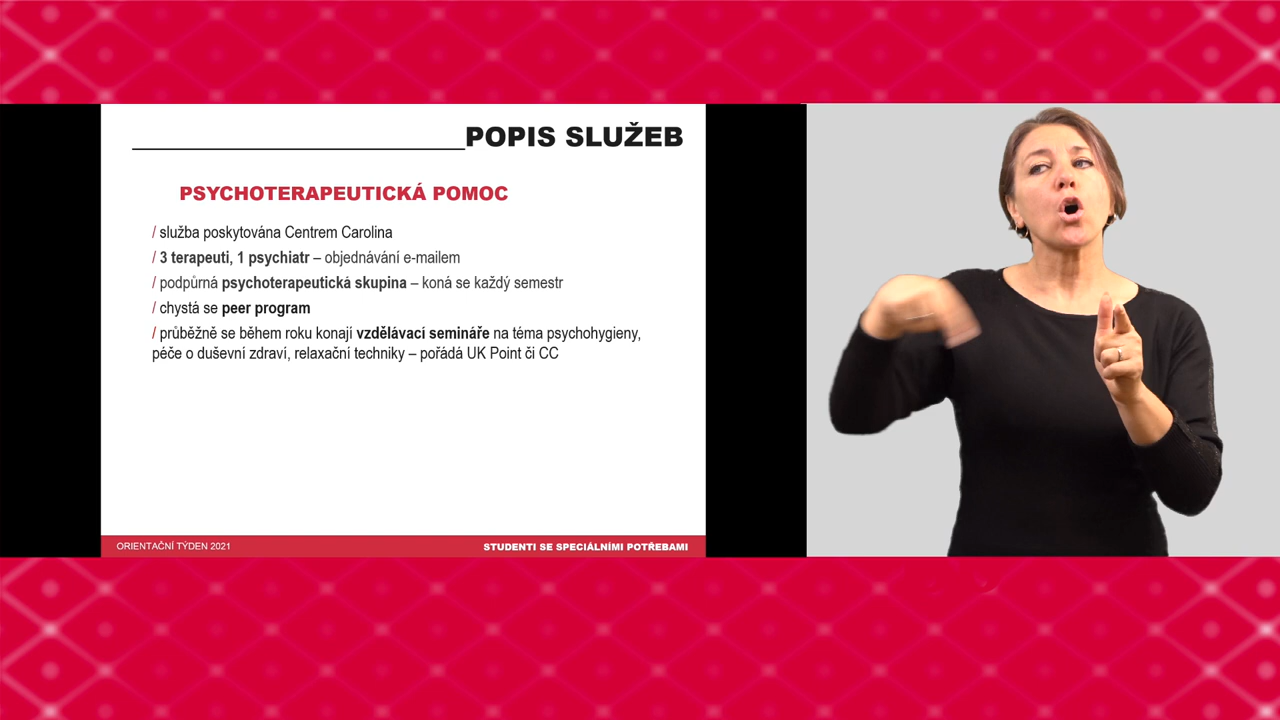 POPIS SLUŽEB
PSYCHOTERAPEUTICKÁ POMOC
/ služba poskytována Centrem Carolina
/ 3 terapeuti, 1 psychiatr – objednávání e-mailem
/ podpůrná psychoterapeutická skupina – koná se každý semestr
/ chystá se peer program
/ průběžně se během roku konají vzdělávací semináře na téma psychohygieny,
péče o duševní zdraví, relaxační techniky – pořádá UK Point či CC
ORIENTAČNÍ TÝDEN 2021
STUDENTI SE SPECIÁLNÍMI POTŘEBAMI